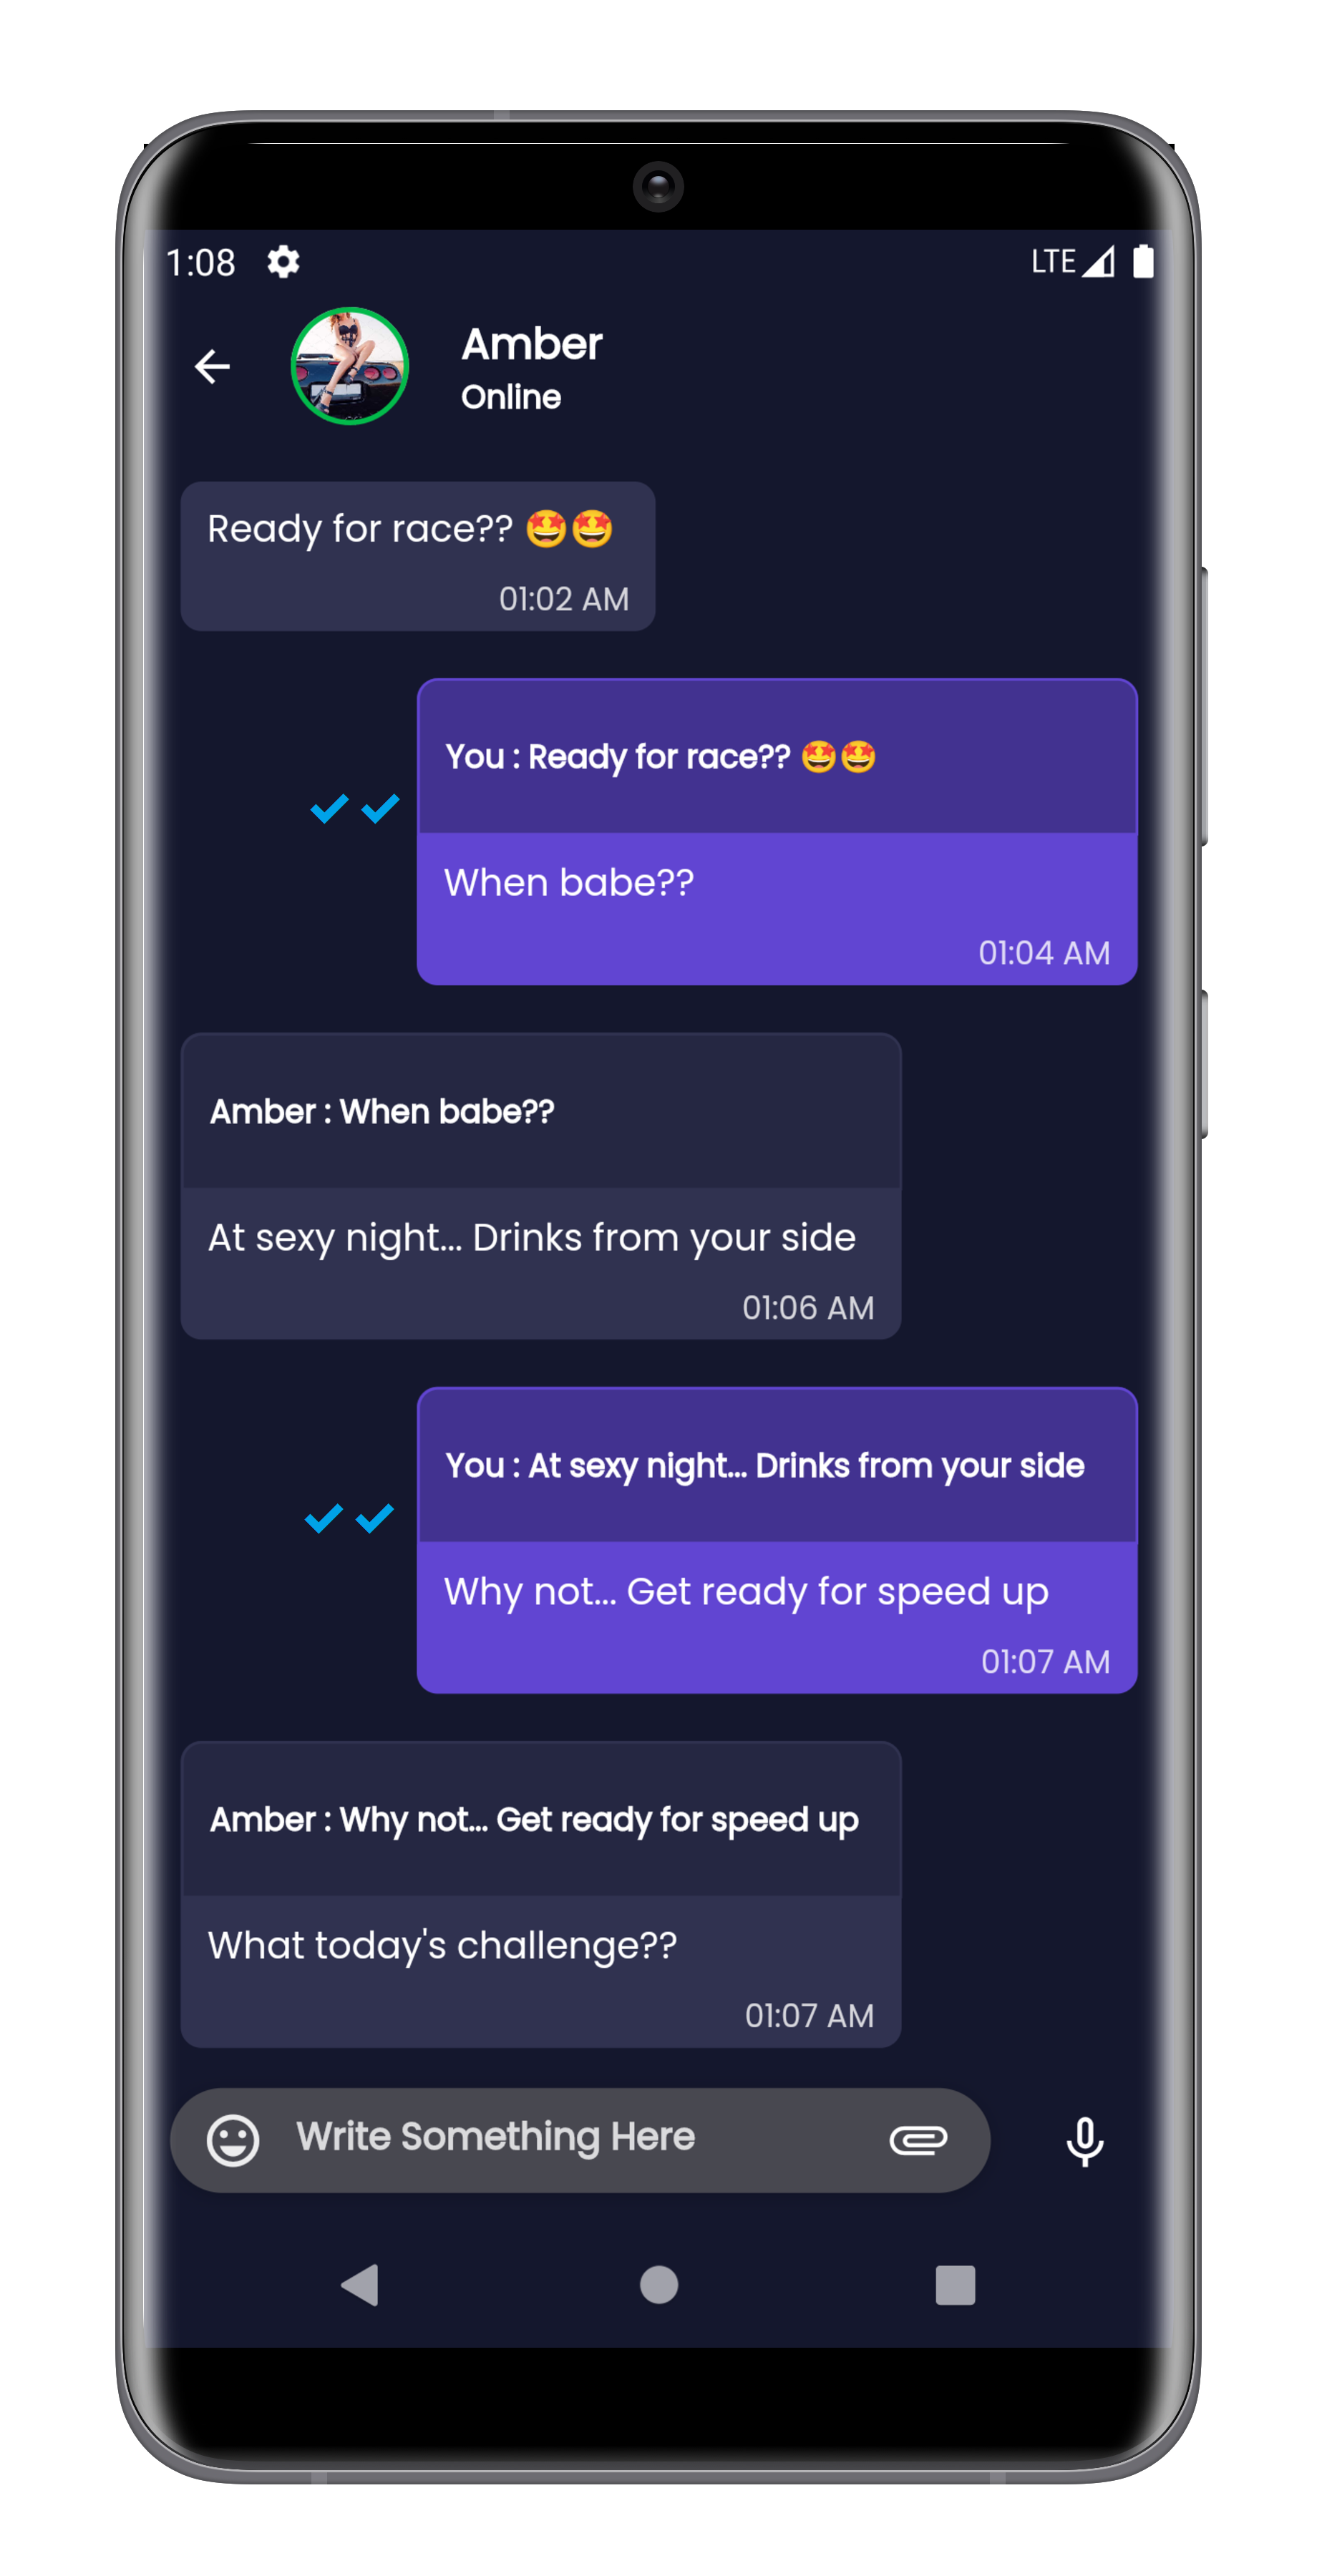 1:08 LTE
Amber
Online
Ready for race?? 🤩🤩
01:02 AM
You : Ready for race?? 🤩🤩
When babe??
01:04 AM
Amber : When babe??
At sexy night... Drinks from your side
01:06 AM
You : At sexy night... Drinks from your side
Why not... Get ready for speed up
01:07 AM
Amber : Why not... Get ready for speed up
What today's challenge??
01:07 AM
Write Something Here